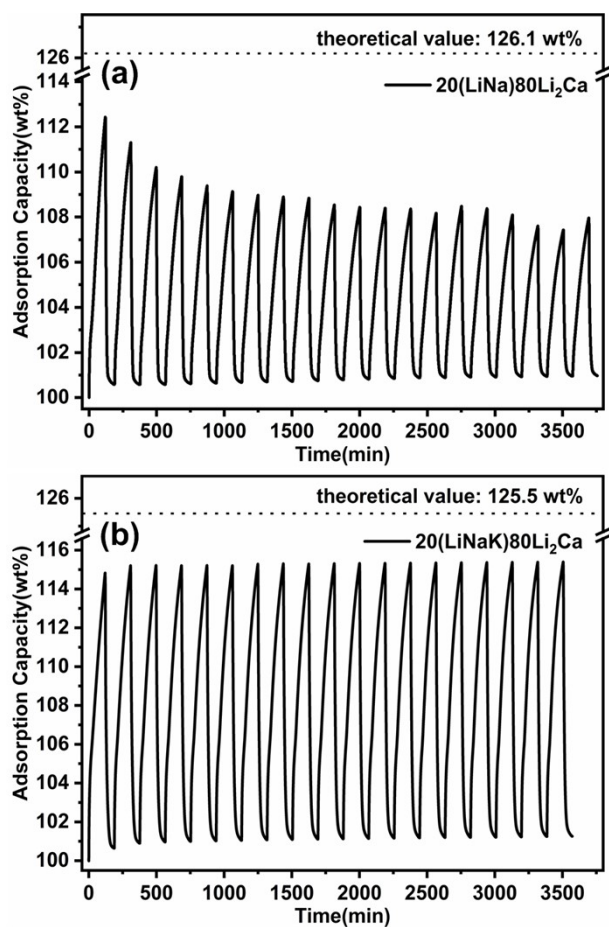 theoretical value: 126.1 wt%
(a)
20(LiNa)80Li₂Ca
126
114
112
110
108
106
104
102
100
Adsorption Capacity(wt%)
0 500 1000 1500 2000 2500 3000 3500
Time(min)
theoretical value: 125.5 wt%
(b)
20(LiNaK)80Li₂Ca
126
116
114
112
110
108
106
104
102
100
Adsorption Capacity(wt%)
0 500 1000 1500 2000 2500 3000 3500
Time(min)